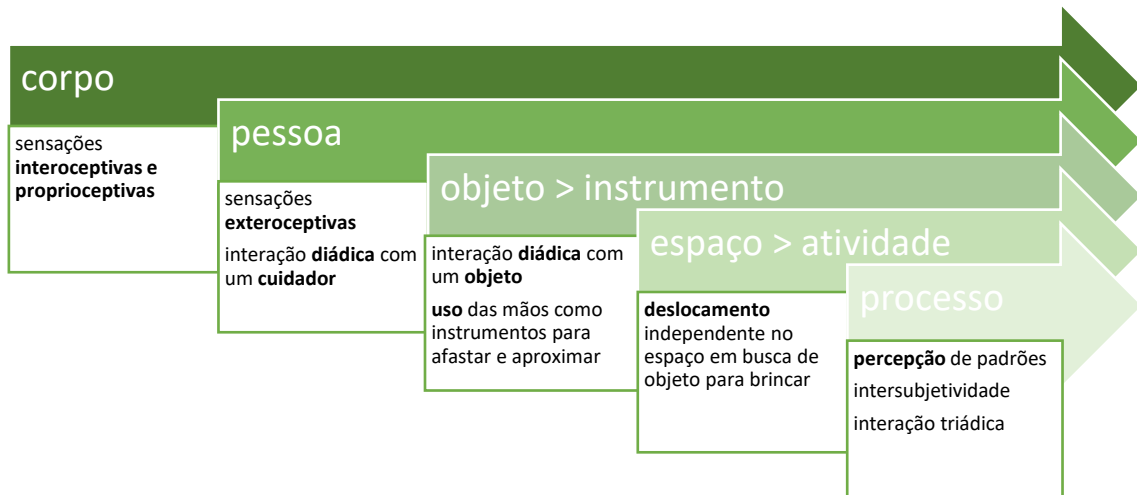 corpo
sensações
interoceptivas e
proprioceptivas
pessoa
sensações
exteroceptivas
interação diádica com
um cuidador
objeto > instrumento
interação diádica com
um objeto
uso das mãos como
instrumentos para
afastar e aproximar
espaço > atividade
deslocamento
independente no
espaço em busca de
objeto para brincar
processo
percepção de padrões
intersubjetividade
interação triádica